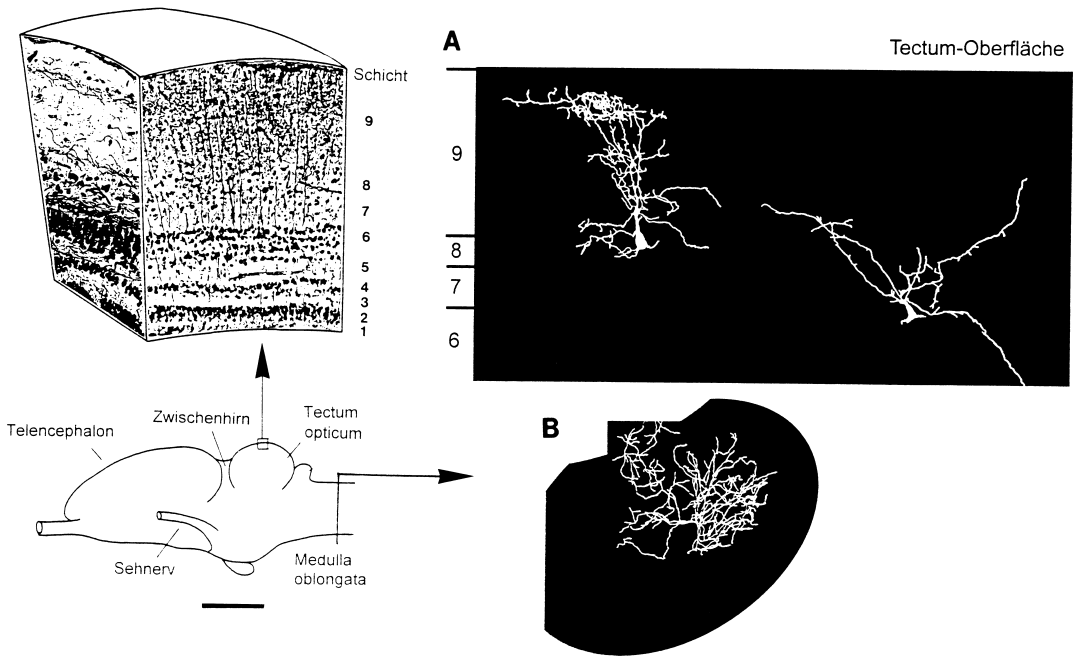 Schicht
9
8
7
6
5
4
3
2
1
A
Tectum-Oberfläche
9
8
7
6
Telencephalon
Zwischenhirn
Tectum
opticum
Sehnerv
Medulla
oblongata
B